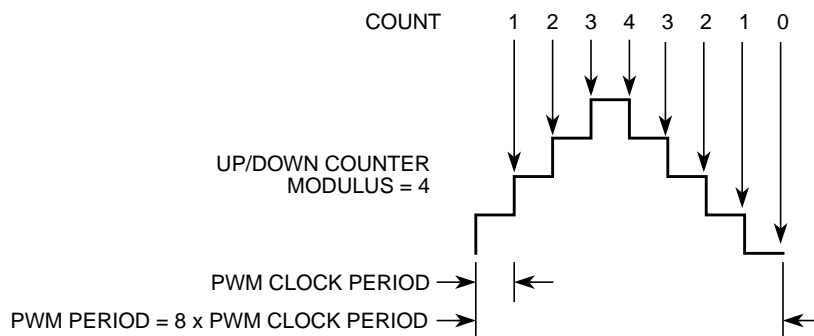 COUNT 1 2 3 4 3 2 1 0
UP/DOWN COUNTER
MODULUS = 4
PWM CLOCK PERIOD
PWM PERIOD = 8 x PWM CLOCK PERIOD